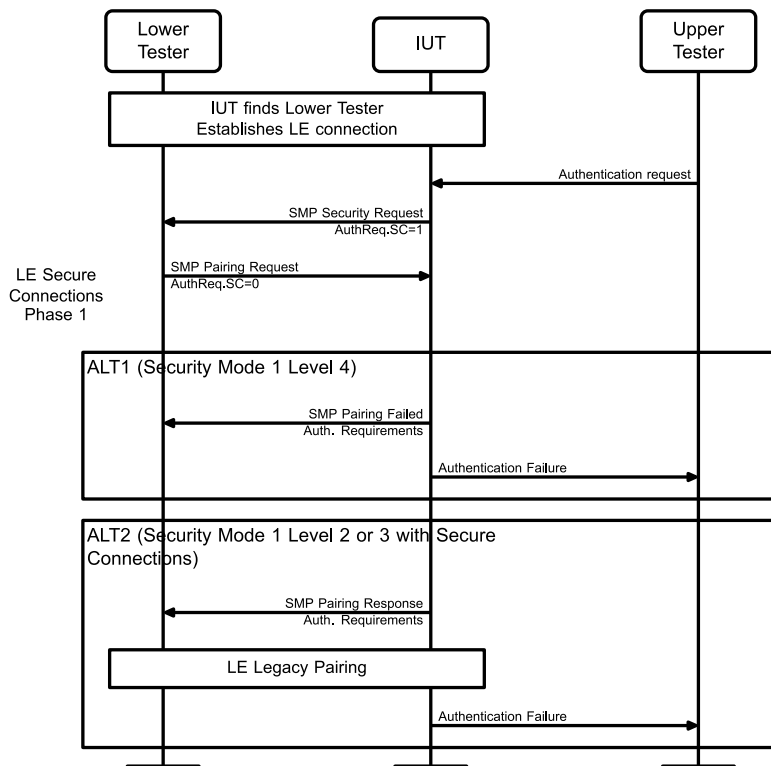 Lower
Tester
IUT
Upper
Tester
IUT finds Lower Tester
Establishes LE connection
Authentication request
SMP Security Request
AuthReq.SC=1
LE Secure
Connections
Phase 1
SMP Pairing Request
AuthReq.SC=0
ALT1 (Security Mode 1 Level 4)
SMP Pairing Failed
Auth. Requirements
Authentication Failure
ALT2 (Security Mode 1 Level 2 or 3 with Secure
Connections)
SMP Pairing Response
Auth. Requirements
LE Legacy Pairing
Authentication Failure